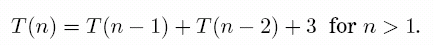 T(n) = T(n − 1) + T(n − 2) + 3 for n > 1.